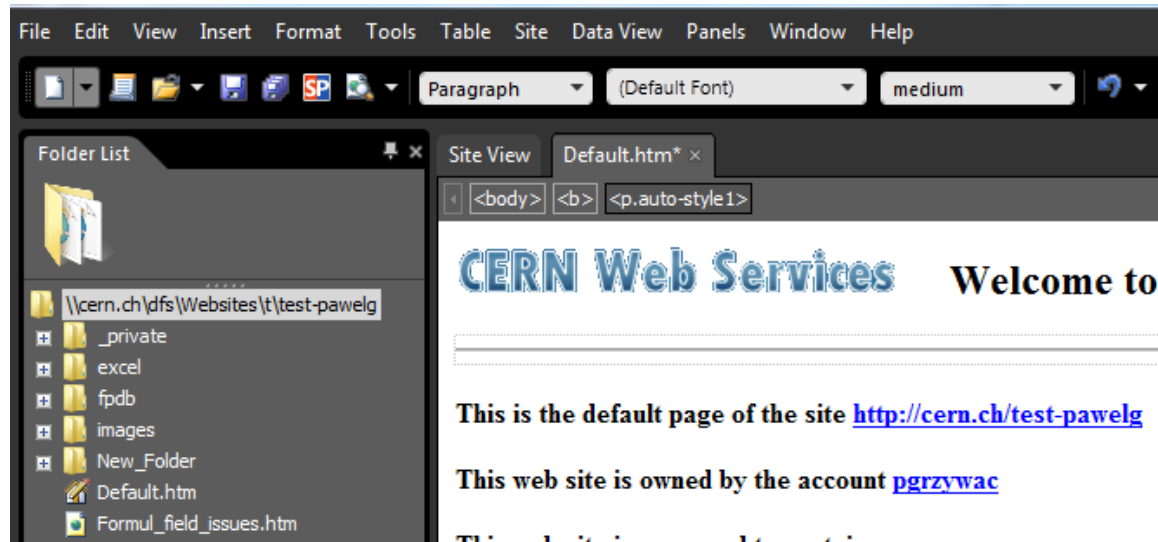 File Edit View Insert Format Tools Table Site Data View Panels Window Help
SP Paragraph (Default Font) medium
Folder List
Site View Default.htm*
<body> <b> <p.auto-style1>
CERN Web Services Welcome to
\\cern.ch\dfs\Websites\t\test-pawelg
_private
excel
fpdb
images
New_Folder
Default.htm
Formul_field_issues.htm
This is the default page of the site http://cern.ch/test-pawelg
This web site is owned by the account pgrzywac